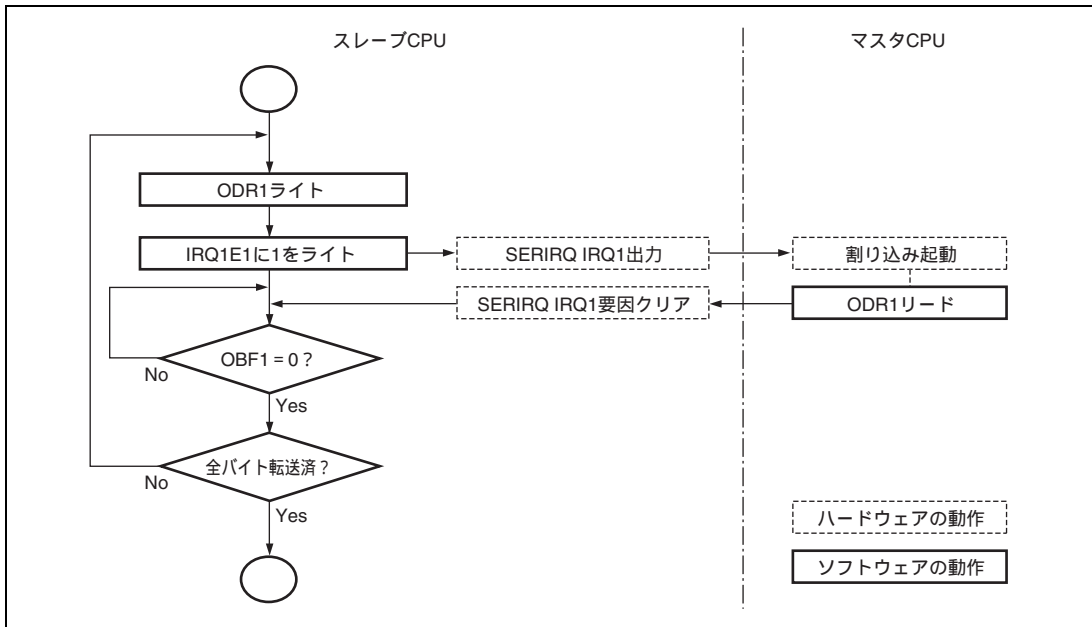 スレーブCPU
マスタCPU
ODR1ライト
IRQ1E1に1をライト
SERIRQ IRQ1出力
割り込み起動
SERIRQ IRQ1要因クリア
ODR1リード
OBF1 = 0？
No
Yes
全バイト転送済？
No
Yes
ハードウェアの動作
ソフトウェアの動作